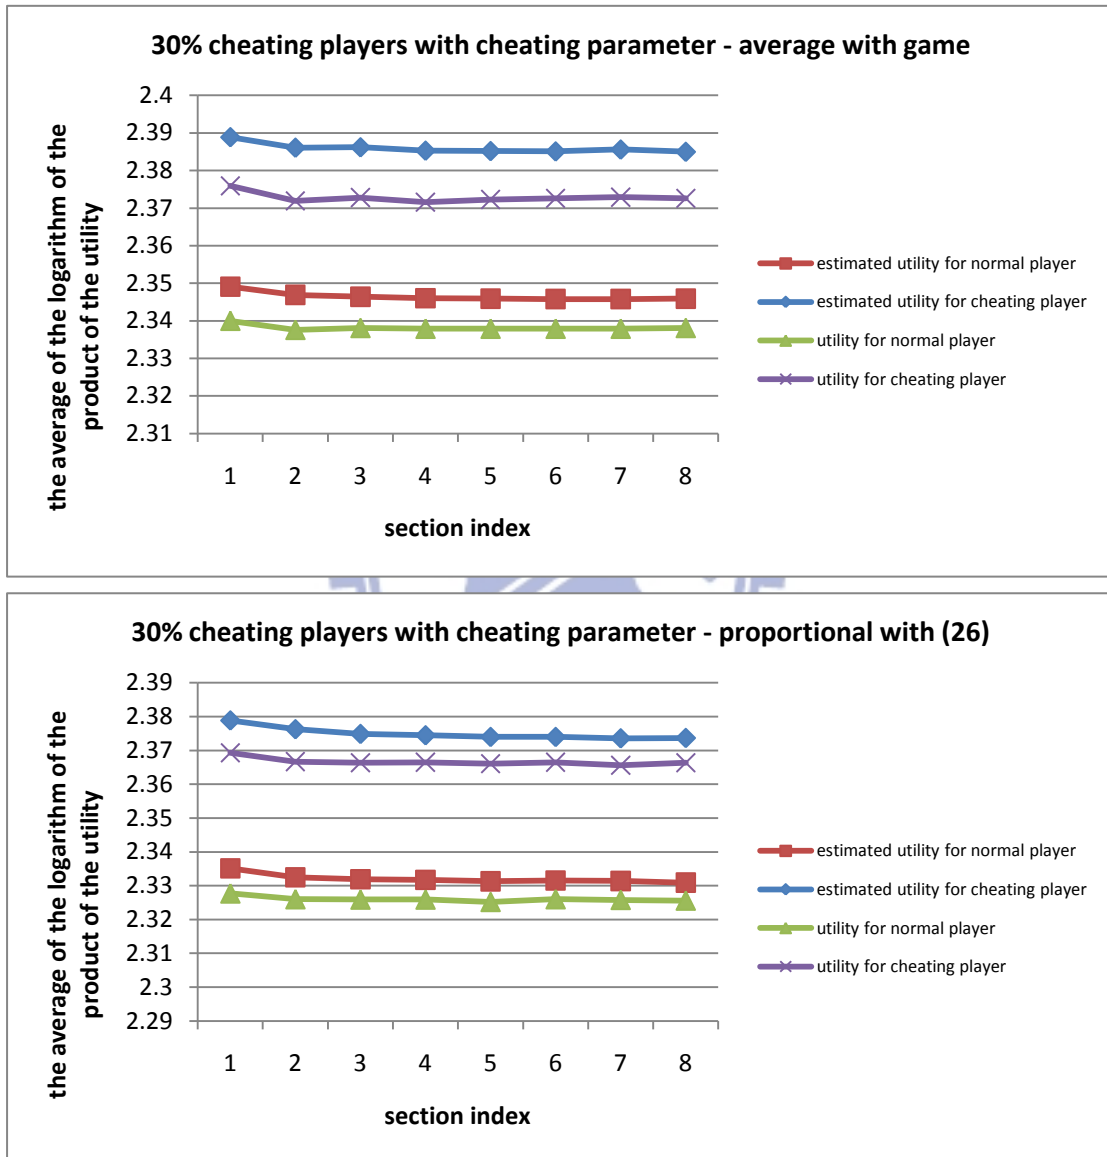 30% cheating players with cheating parameter - average with game
the average of the logarithm of the
product of the utility
2.4
2.39
2.38
2.37
2.36
2.35
2.34
2.33
2.32
2.31
1 2 3 4 5 6 7 8
section index
estimated utility for normal player
estimated utility for cheating player
utility for normal player
utility for cheating player
30% cheating players with cheating parameter - proportional with (26)
the average of the logarithm of the
product of the utility
2.39
2.38
2.37
2.36
2.35
2.34
2.33
2.32
2.31
2.3
2.29
1 2 3 4 5 6 7 8
section index
estimated utility for normal player
estimated utility for cheating player
utility for normal player
utility for cheating player